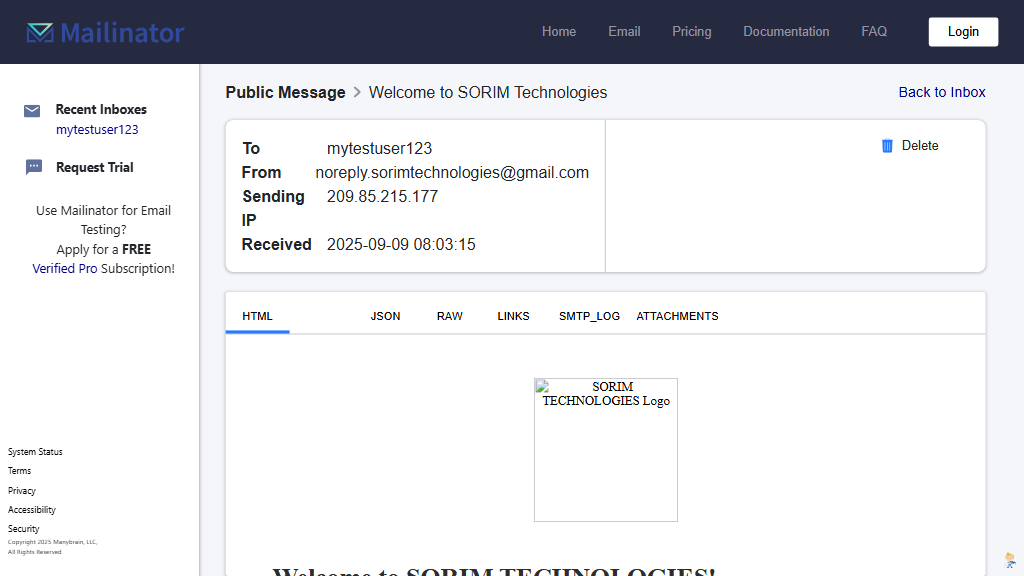 Mailinator
Home Email Pricing Documentation FAQ Login
Recent Inboxes
mytestuser123
Request Trial
Use Mailinator for Email
Testing?
Apply for a FREE
Verified Pro Subscription!
System Status
Terms
Privacy
Accessibility
Security
Copyright 2025 Manybrain, LLC,
All Rights Reserved
Public Message > Welcome to SORIM Technologies
Back to Inbox
To mytestuser123
From noreply.sorimtechnologies@gmail.com
Sending 209.85.215.177
IP
Received 2025-09-09 08:03:15
Delete
HTML JSON RAW LINKS SMTP_LOG ATTACHMENTS
SORIM
TECHNOLOGIES Logo
Welcome to SORIM TECHNOLOGIES!